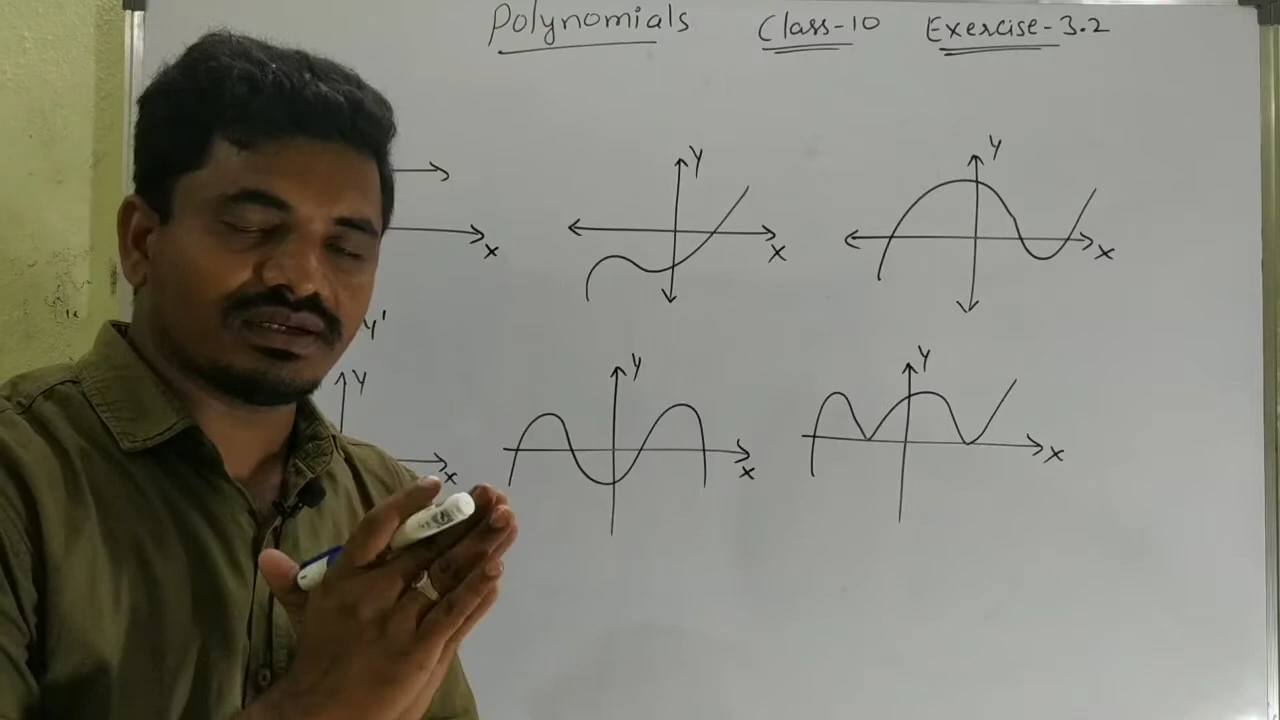 Polynomials Class-10 Exercise-3.2
Y Y
X X X
Y'
Y Y Y
X X X